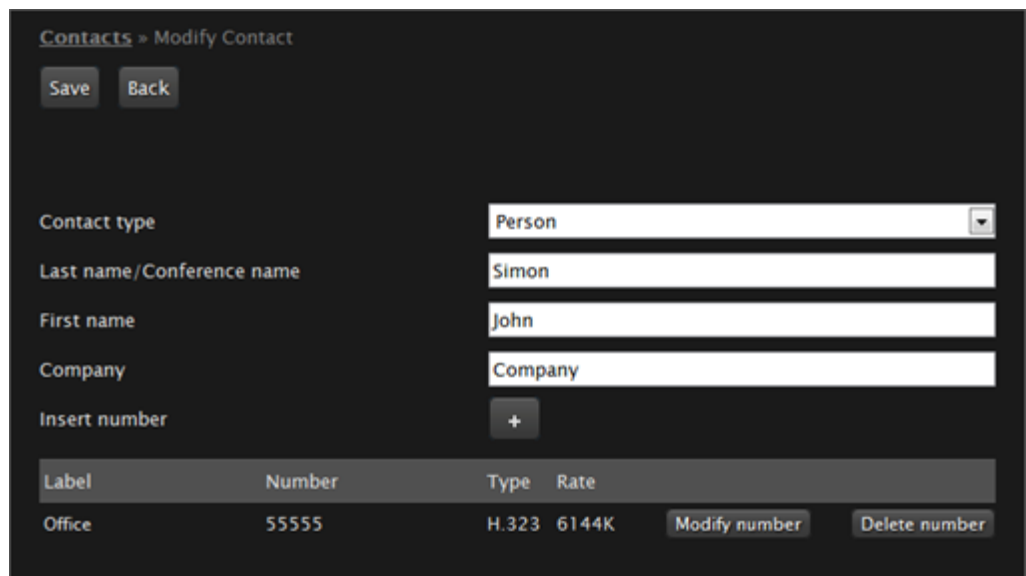 Contacts » Modify Contact
Save Back
Contact type Person
Last name/Conference name Simon
First name John
Company Company
Insert number +
Label Number Type Rate
Office 55555 H.323 6144K Modify number Delete number